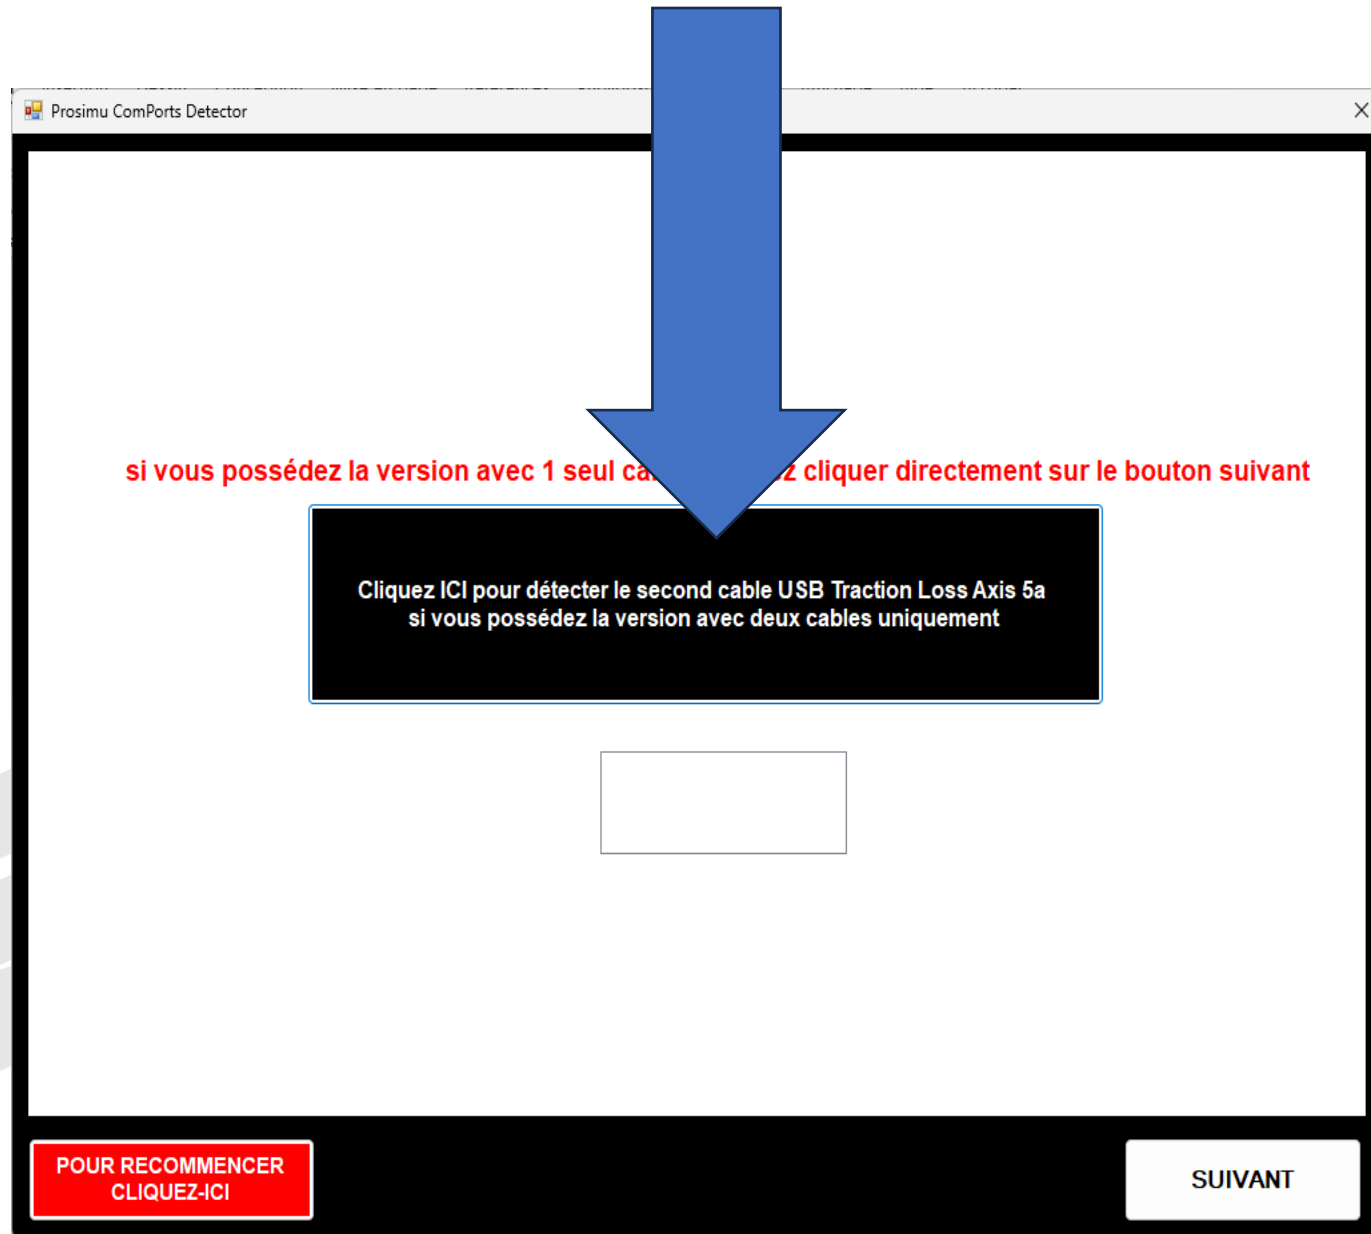 Prosimu ComPorts Detector
si vous possédez la version avec 1 seul cliquer directement sur le bouton suivant
Cliquez ICI pour détecter le second cable USB Traction Loss Axis 5a
si vous possédez la version avec deux cables uniquement
POUR RECOMMENCER
CLIQUEZ-ICI
SUIVANT